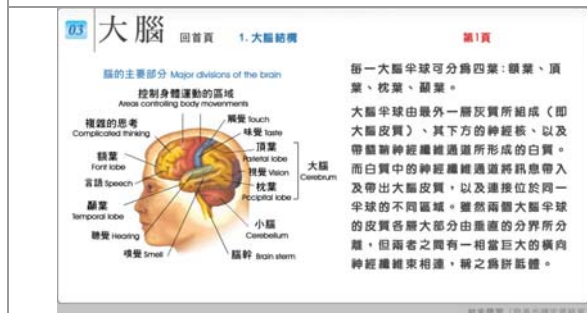 03 大腦 回首頁 1. 大腦結構 第1頁
腦的主要部分 Major divisions of the brain
控制身體運動的區域
Areas controlling body movenments
複雜的思考
Complicated thinking
額葉
Font lobe
言語 Speech
顳葉
Temporal lobe
聽覺 Hearing
嗅覺 Smell
觸覺 Touch
味覺 Taste
頂葉
Parietal lobe
視覺 Vision
枕葉
Pocipital lobe
大腦
Cerebrum
小腦
Cerebellum
腦幹 Brain sterm
每一大腦半球可分為四葉：額葉、頂
葉、枕葉、顳葉。
大腦半球由最外一層灰質所組成（即
大腦皮質）、其下方的神經核、以及
帶髓鞘神經纖維通道所形成的白質。
而白質中的神經纖維通道將訊息帶入
及帶出大腦皮質，以及連接位於同一
半球的不同區域。雖然兩個大腦半球
的皮質各層大部分由垂直的分界所分
離，但兩者之間有一相當巨大的橫向
神經纖維束相連，稱之為胼胝體。